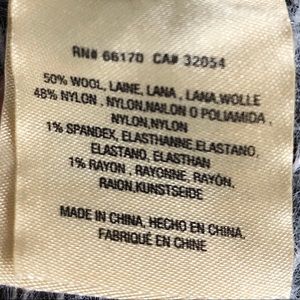 RN# 66170 CA# 32054
50% WOOL, LAINE, LANA , LANA,WOLLE
48% NYLON , NYLON,NAILON O POLIAMIDA ,
NYLON,NYLON
1% SPANDEX, ELASTHANNE,ELASTANO,
ELASTANO, ELASTHAN
1% RAYON , RAYONNE, RAYÓN,
RAION,KUNSTSEIDE
MADE IN CHINA, HECHO EN CHINA,
FABRIQUÉ EN CHINE